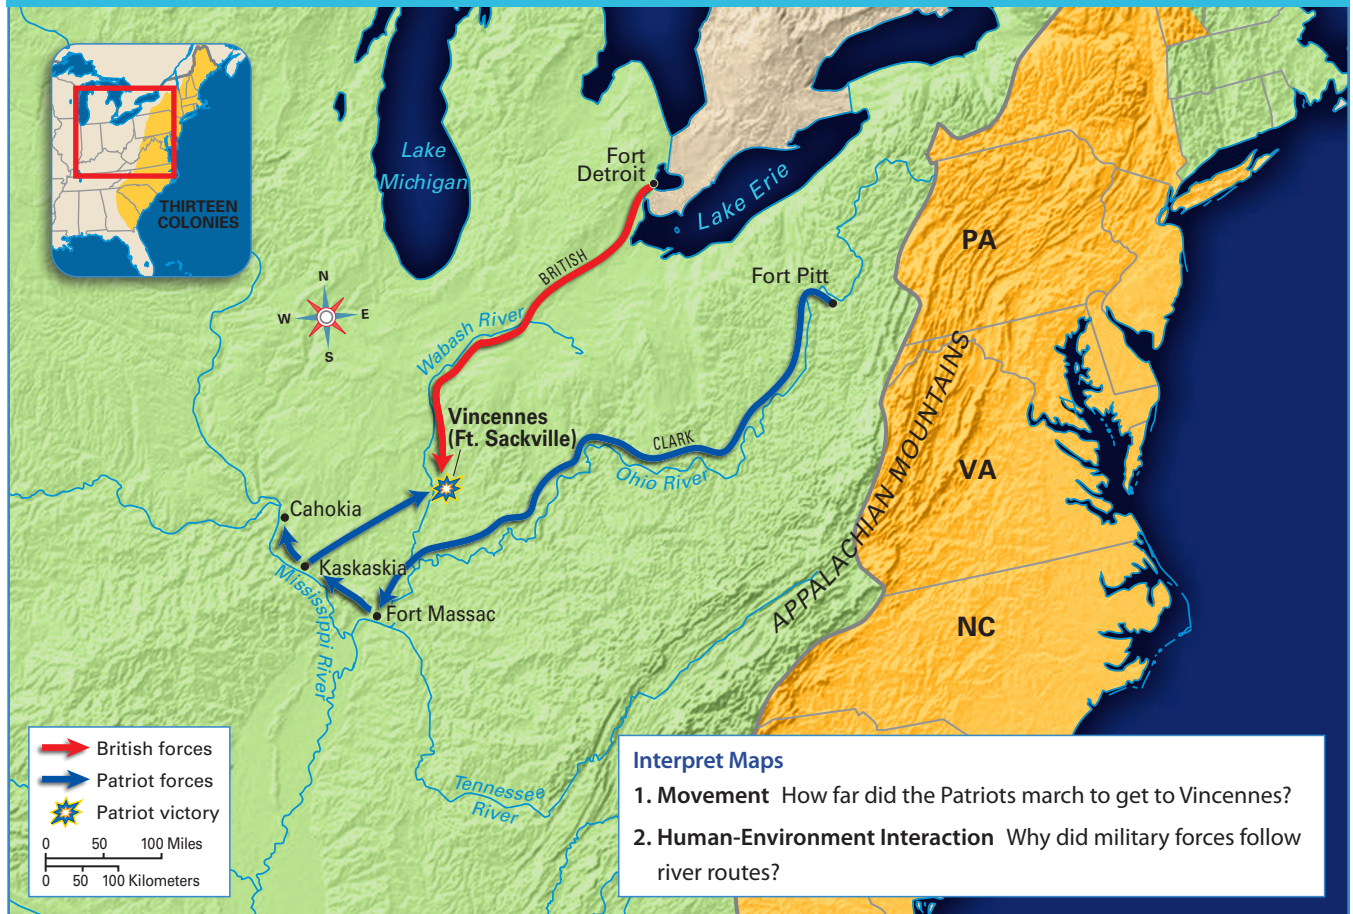 THIRTEEN
COLONIES
N
W
E
S
Lake
Michigan
Fort
Detroit
Lake Erie
BRITISH
Wabash River
Fort Pitt
PA
Vincennes
(Ft. Sackville)
CLARK
Ohio River
APPALACHIAN MOUNTAINS
VA
Cahokia
Kaskaskia
Mississippi River
Fort Massac
NC
Tennessee
River
British forces
Patriot forces
Patriot victory
0 50 100 Miles
0 50 100 Kilometers
Interpret Maps
1. Movement How far did the Patriots march to get to Vincennes?
2. Human-Environment Interaction Why did military forces follow
river routes?